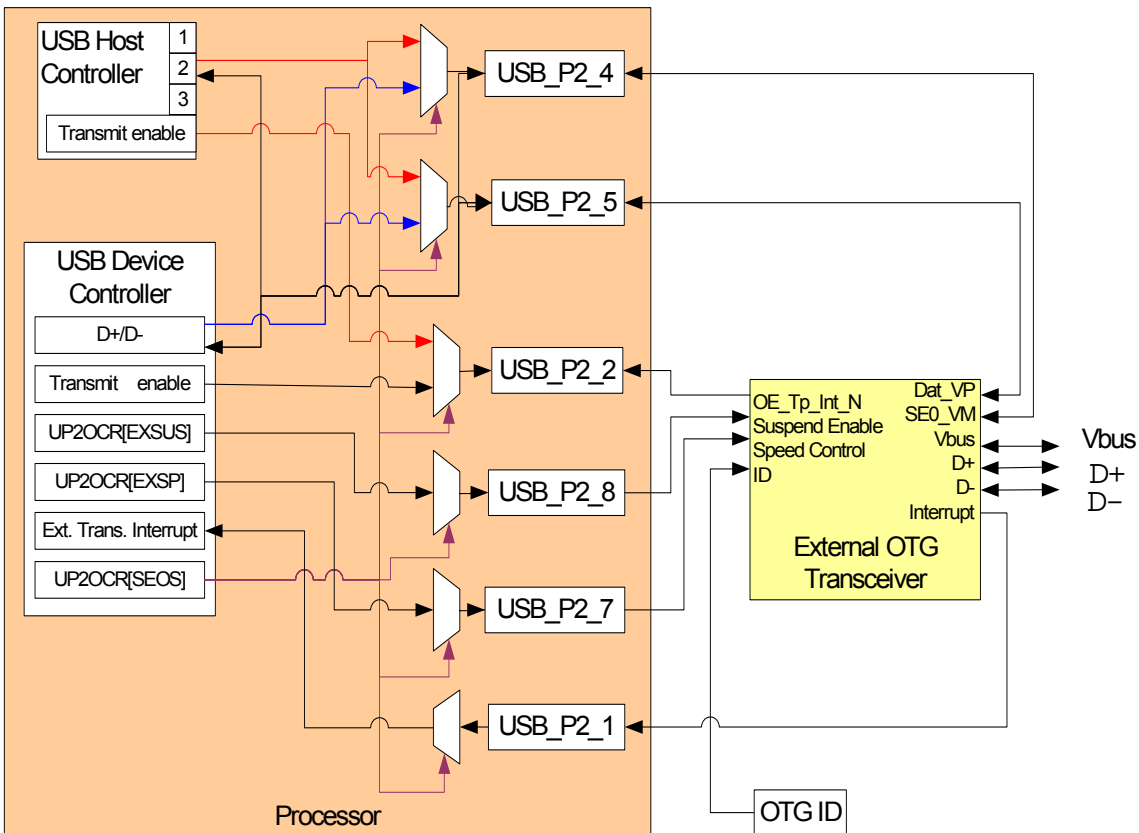 USB Host
Controller
1
2
3
Transmit enable
USB Device
Controller
D+/D-
Transmit enable
UP2OCR[EXSUS]
UP2OCR[EXSP]
Ext. Trans. Interrupt
UP2OCR[SEOS]
USB_P2_4
USB_P2_5
USB_P2_2
USB_P2_8
USB_P2_7
USB_P2_1
Processor
OE_Tp_Int_N
Suspend Enable
Speed Control
ID
Dat_VP
SE0_VM
Vbus
D+
D-
Interrupt
External OTG
Transceiver
Vbus
D+
D-
OTG ID